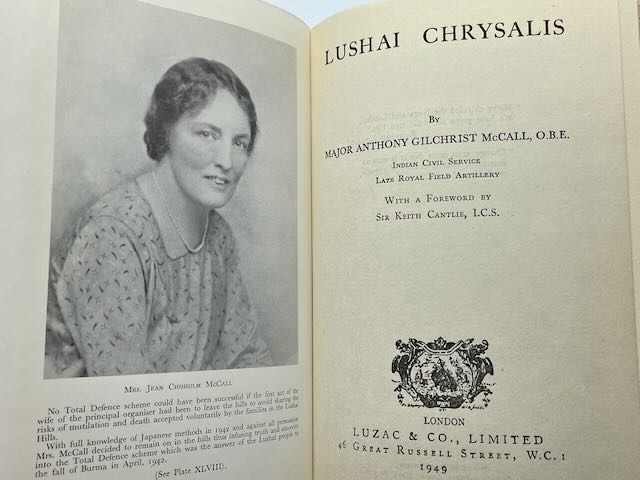 Mrs. Jean Chisholm McCall
No Total Defence scheme could have been successful if the first act of the
wife of the principal organiser had been to leave the hills to avoid sharing the
risks of mutilation and death accepted voluntarily by the families in the Lushai
Hills.
With full knowledge of Japanese methods in 1942 and against all persuasion
Mrs. McCall decided to remain on in the hills thus infusing truth and sincerity
into the Total Defence scheme which was the answer of the Lushai people to
the fall of Burma in April, 1942.
(See Plate XLVIII).
LUSHAI CHRYSALIS
By
MAJOR ANTHONY GILCHRIST McCALL, O.B.E.
Indian Civil Service
Late Royal Field Artillery
With a Foreword by
Sir Keith Cantlie, I.C.S.
LONDON
LUZAC & CO., LIMITED
46 Great Russell Street, W.C. 1
1949